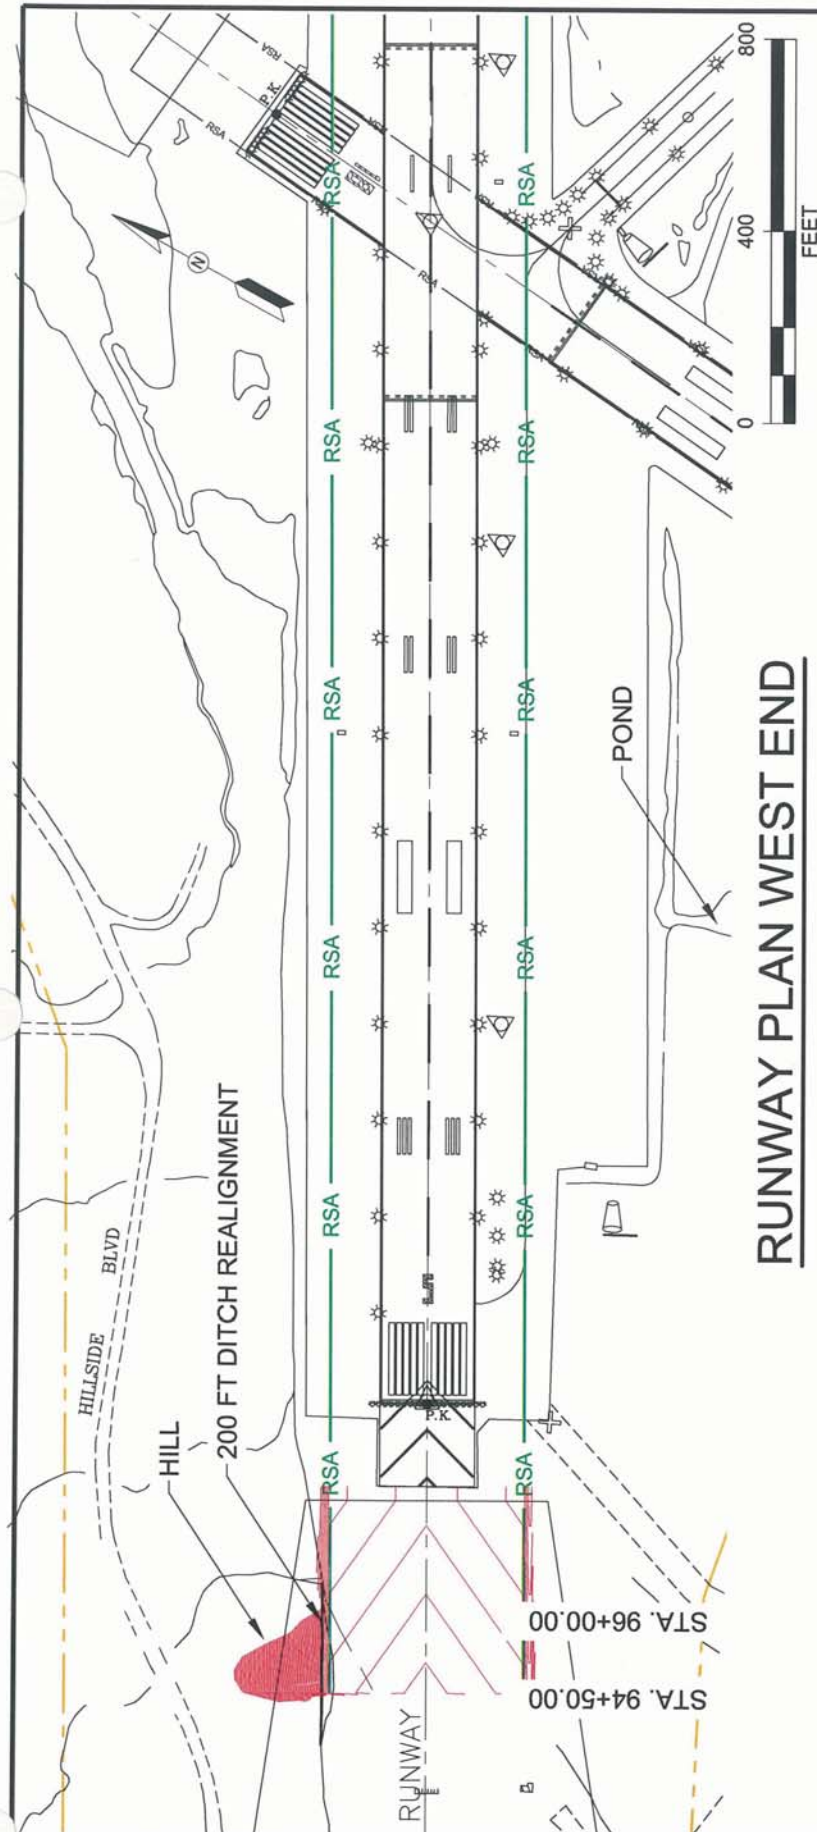 HILLSIDE BLVD
HILL
200 FT DITCH REALIGNMENT
RSA
RSA
RSA
P.K.
N
RSA
RSA
RSA
RSA
RSA
RSA
RSA
RSA
RSA
RSA
RSA
RSA
RSA
P.K.
RUNWAY
STA. 94+50.00
STA. 96+00.00
POND
RUNWAY PLAN WEST END
0 400 800
FEET